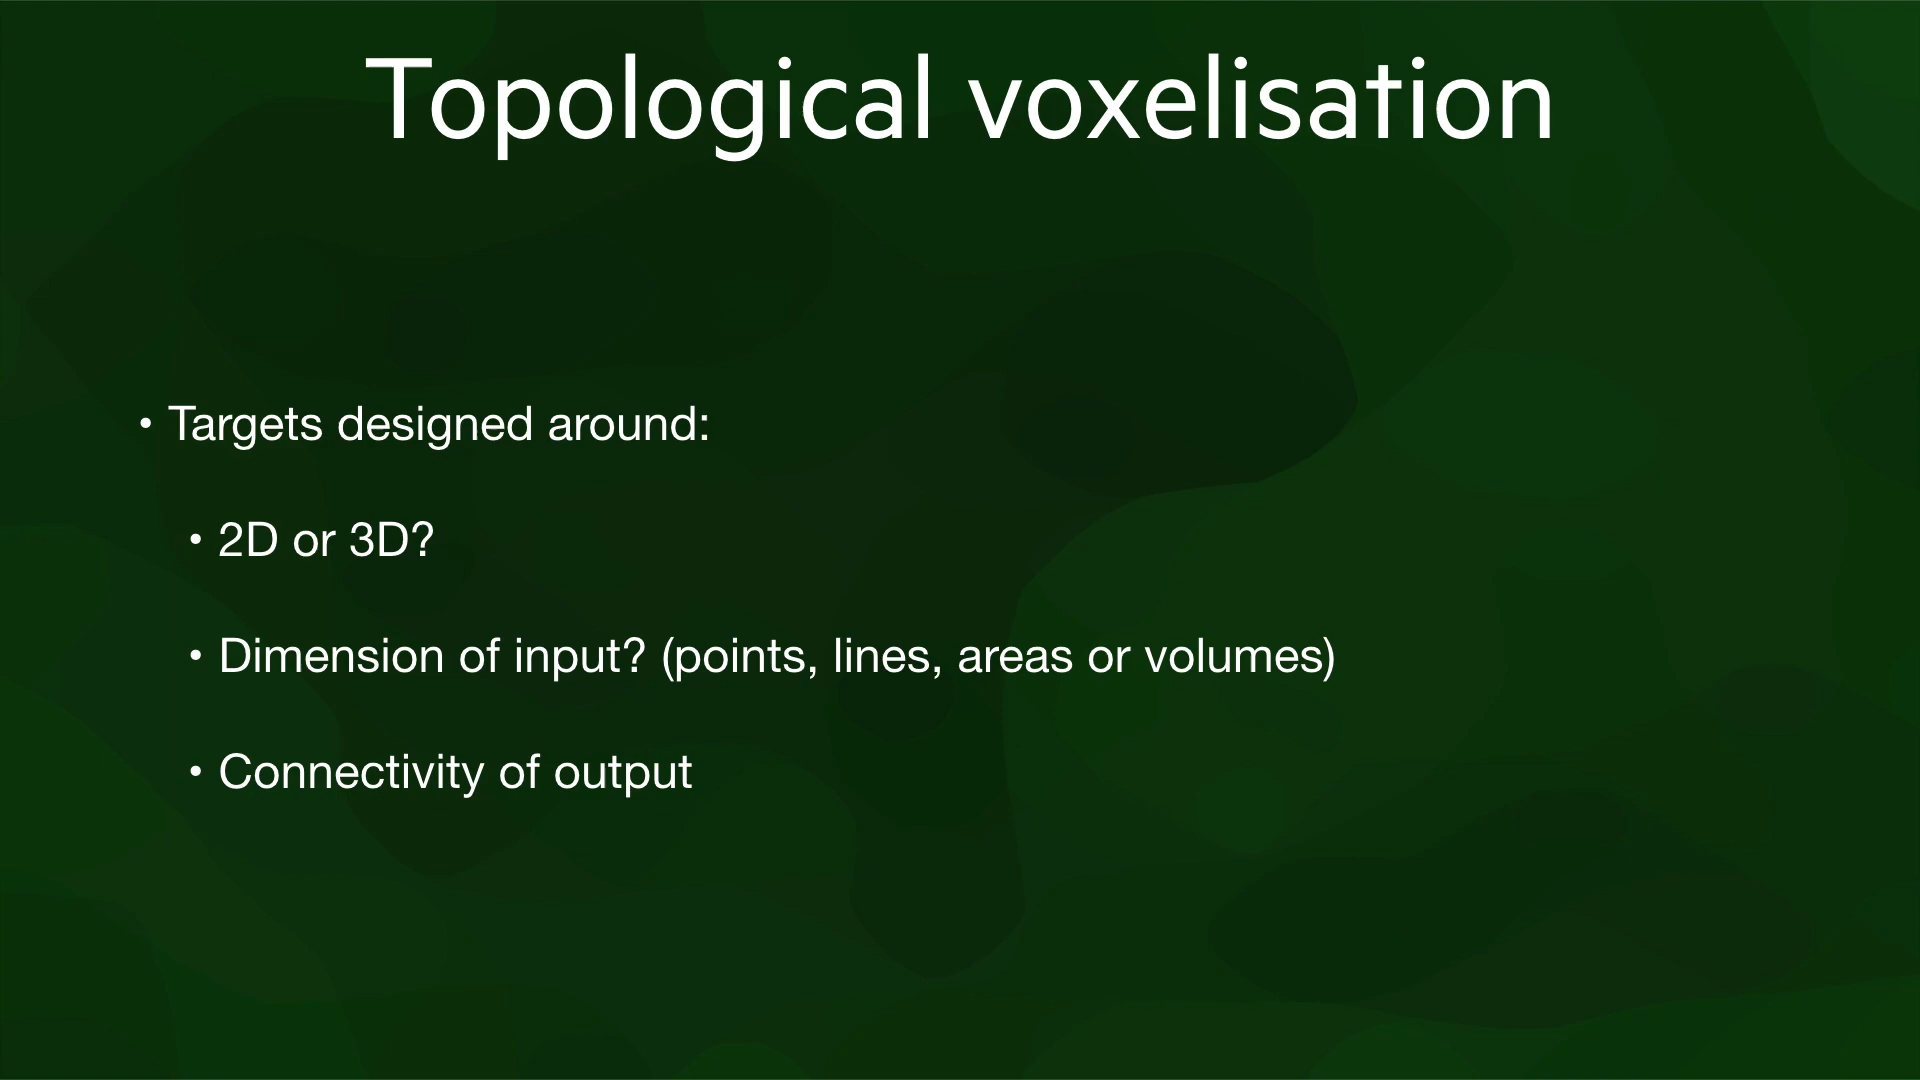 Topological voxelisation
• Targets designed around:
• 2D or 3D?
• Dimension of input? (points, lines, areas or volumes)
• Connectivity of output